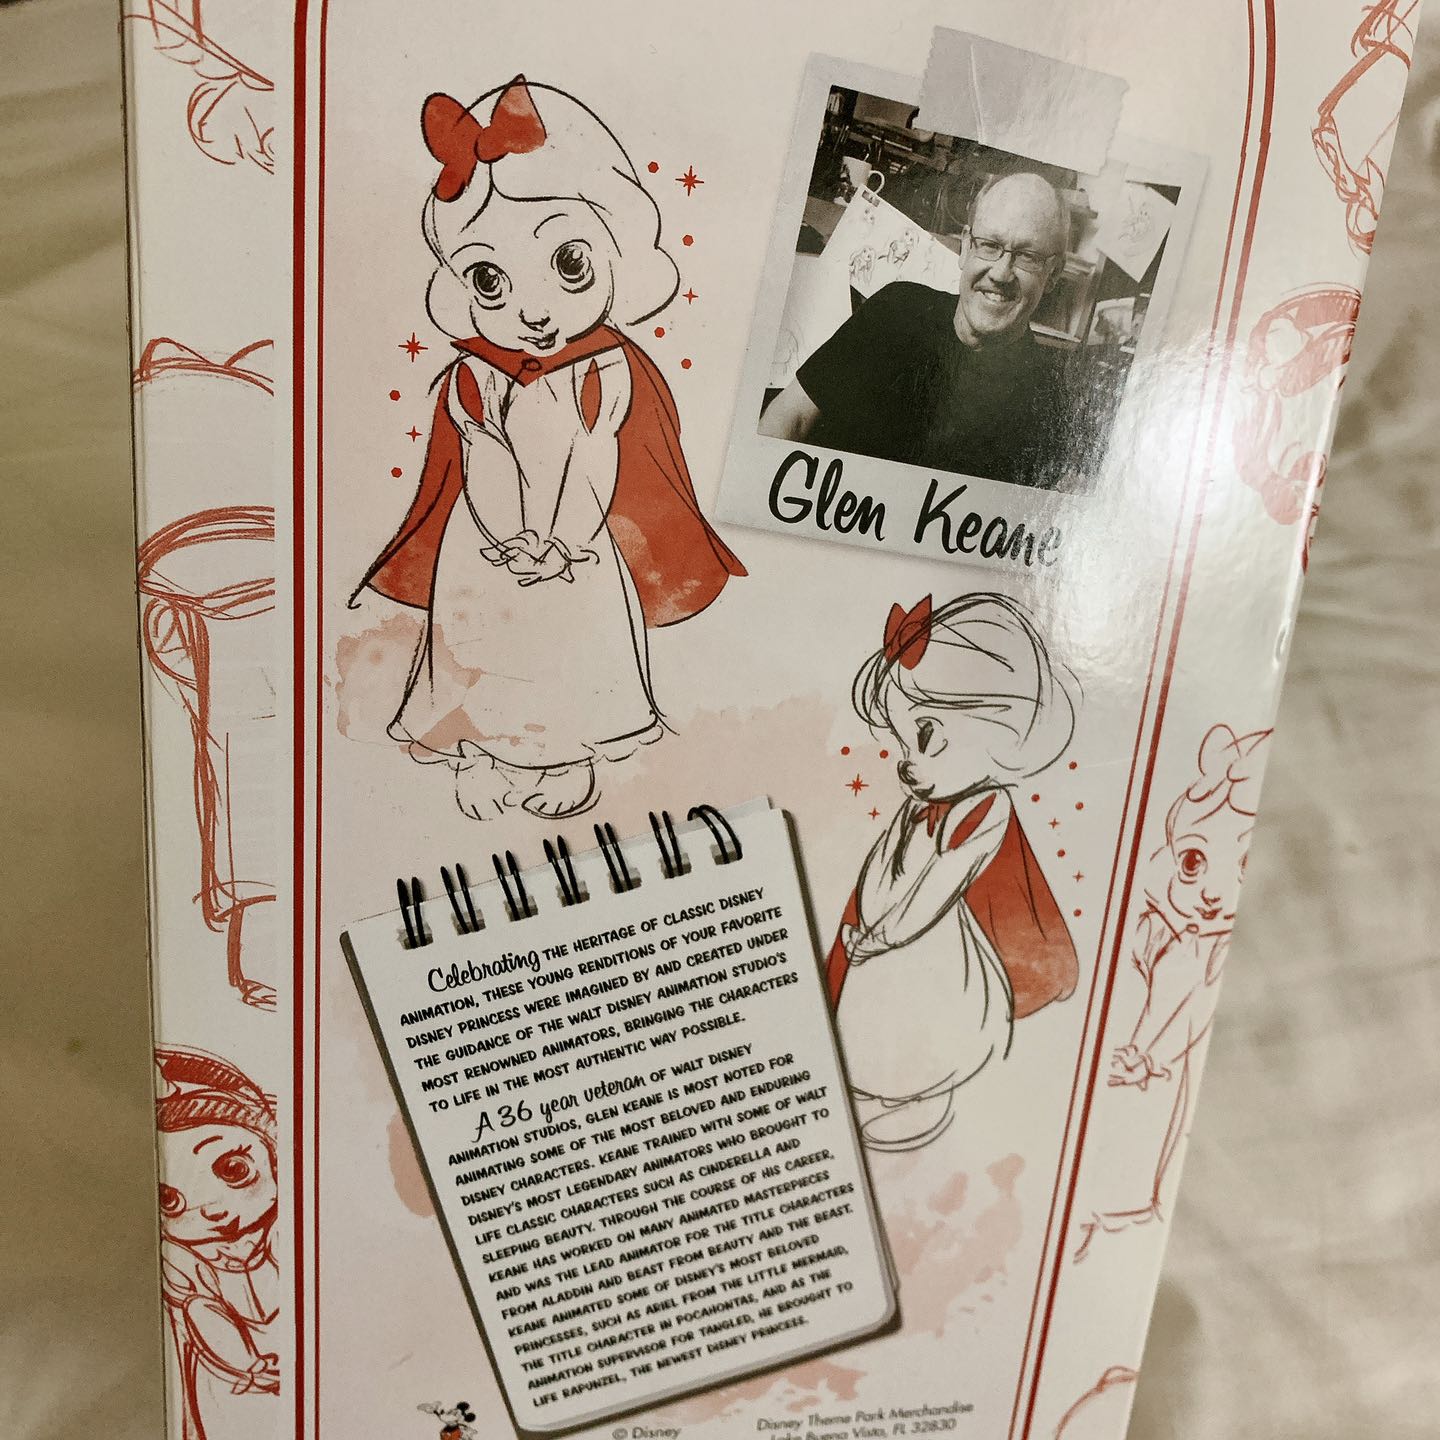 Glen Keane
Celebrating THE HERITAGE OF CLASSIC DISNEY
ANIMATION, THESE YOUNG RENDITIONS OF YOUR FAVORITE
DISNEY PRINCESS WERE IMAGINED BY AND CREATED UNDER
THE GUIDANCE OF THE WALT DISNEY ANIMATION STUDIO'S
MOST RENOWNED ANIMATORS, BRINGING THE CHARACTERS
TO LIFE IN THE MOST AUTHENTIC WAY POSSIBLE.
A 36 year veteran OF WALT DISNEY
ANIMATION STUDIOS, GLEN KEANE IS MOST NOTED FOR
ANIMATING SOME OF THE MOST BELOVED AND ENDURING
DISNEY CHARACTERS. KEANE TRAINED WITH SOME OF WALT
DISNEY'S MOST LEGENDARY ANIMATORS WHO BROUGHT TO
LIFE CLASSIC CHARACTERS SUCH AS CINDERELLA AND
SLEEPING BEAUTY. THROUGH THE COURSE OF HIS CAREER,
KEANE HAS WORKED ON MANY ANIMATED MASTERPIECES
AND WAS THE LEAD ANIMATOR FOR THE TITLE CHARACTERS
FROM ALADDIN AND BEAST FROM BEAUTY AND THE BEAST.
KEANE ANIMATED SOME OF DISNEY'S MOST BELOVED
PRINCESSES, SUCH AS ARIEL FROM THE LITTLE MERMAID,
THE TITLE CHARACTER IN POCAHONTAS, AND AS THE
ANIMATION SUPERVISOR FOR TANGLED, HE BROUGHT TO
LIFE RAPUNZEL, THE NEWEST DISNEY PRINCESS.
© Disney
Disney Theme Park Merchandise
Lake Buena Vista, FL 32830